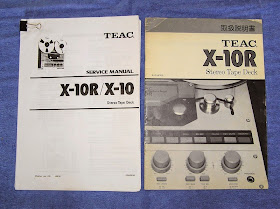 TEAC
SERVICE MANUAL
X-10R/X-10
Stereo Tape Deck
取扱説明書
TEAC
X-10R
Stereo Tape Deck